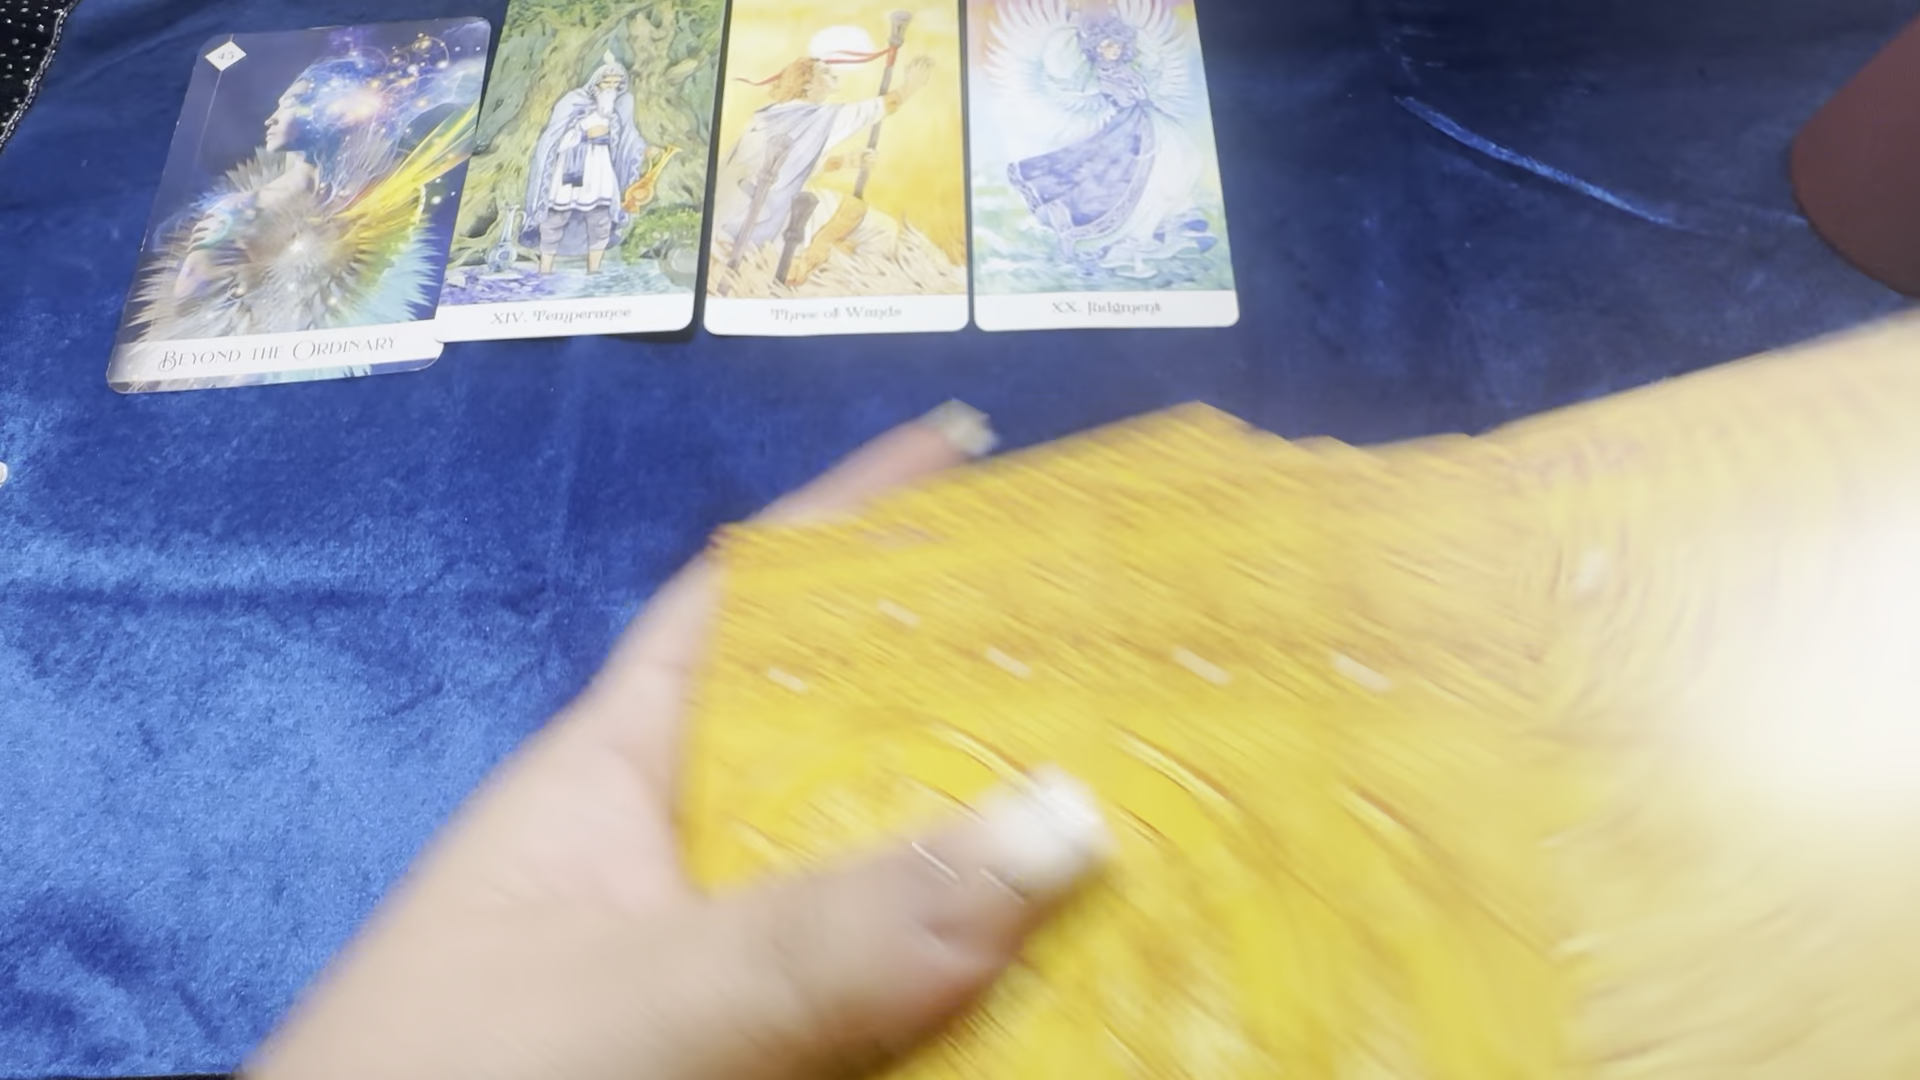 45
BEYOND THE ORDINARY
XIV. Temperance
Three of Wands
XX. Judgment